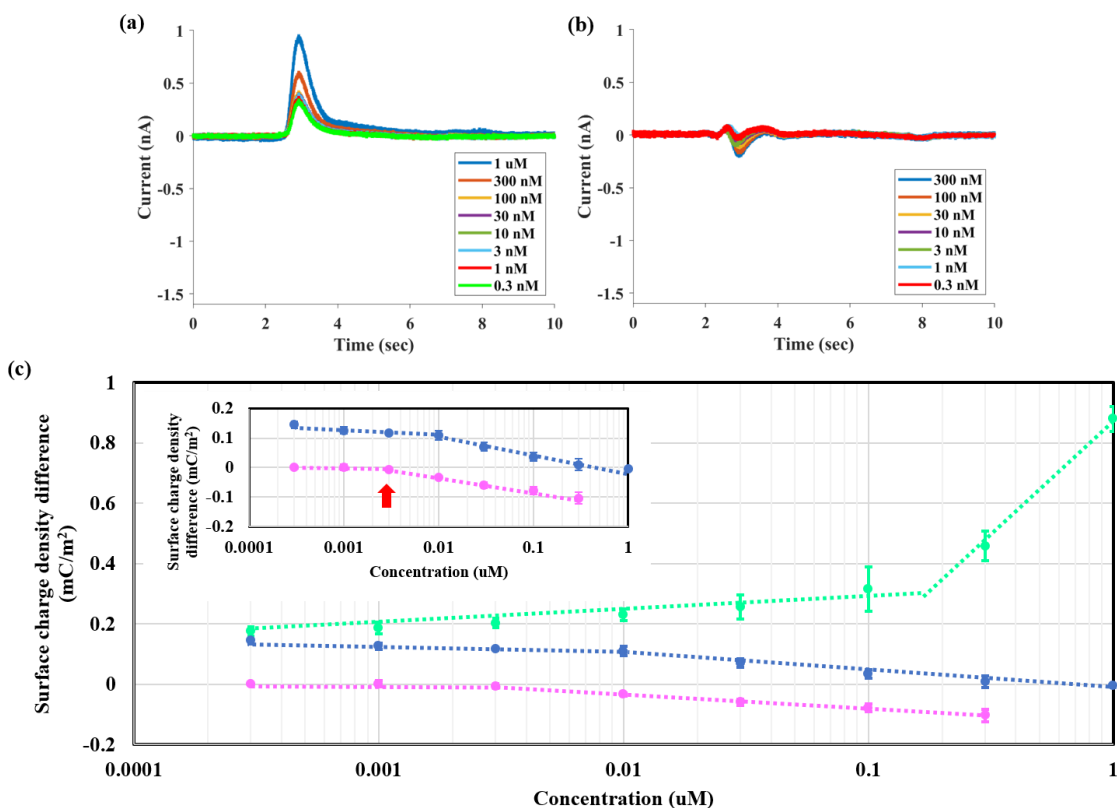 (a)
Current (nA)
1
0.5
0
-0.5
-1
-1.5
0 2 4 6 8 10
Time (sec)
1 uM
300 nM
100 nM
30 nM
10 nM
3 nM
1 nM
0.3 nM
(b)
Current (nA)
1
0.5
0
-0.5
-1
-1.5
0 2 4 6 8 10
Time (sec)
300 nM
100 nM
30 nM
10 nM
3 nM
1 nM
0.3 nM
(c)
Surface charge density difference
(mC/m²)
1
0.8
0.6
0.4
0.2
0
-0.2
0.0001 0.001 0.01 0.1 1
Concentration (uM)
Surface charge density
difference (mC/m²)
0.2
0.1
0
-0.1
-0.2
0.0001 0.001 0.01 0.1 1
Concentration (uM)